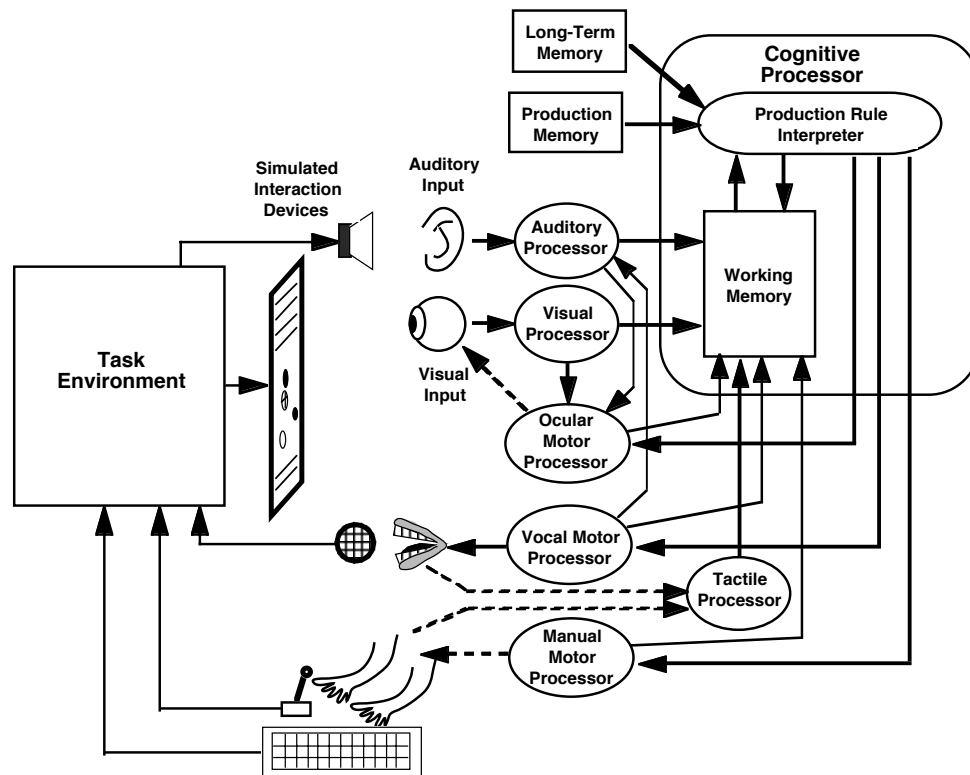 Long-Term
Memory
Cognitive
Processor
Production
Memory
Production Rule
Interpreter
Simulated
Interaction
Devices
Auditory
Input
Auditory
Processor
Working
Memory
Visual
Processor
Task
Environment
Visual
Input
Ocular
Motor
Processor
Vocal Motor
Processor
Tactile
Processor
Manual
Motor
Processor